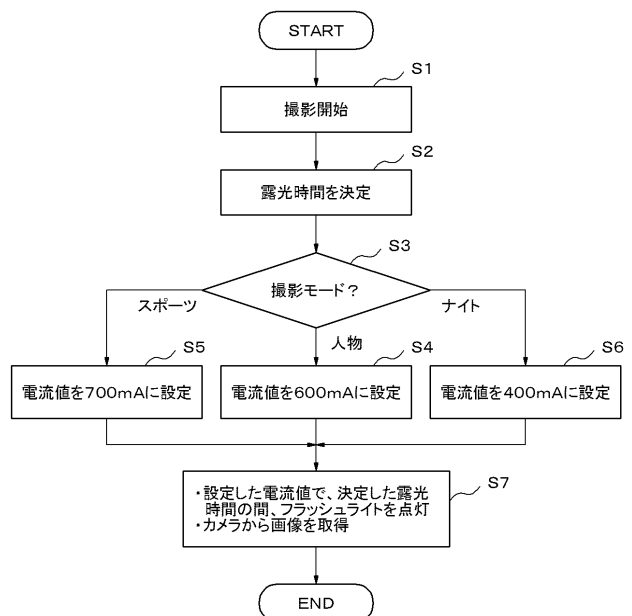 START
S1
撮影開始
S2
露光時間を決定
S3
撮影モード？
スポーツ
ナイト
人物
S5
S4
S6
電流値を700mAに設定
電流値を600mAに設定
電流値を400mAに設定
S7
・設定した電流値で、決定した露光
時間の間、フラッシュライトを点灯
・カメラから画像を取得
END